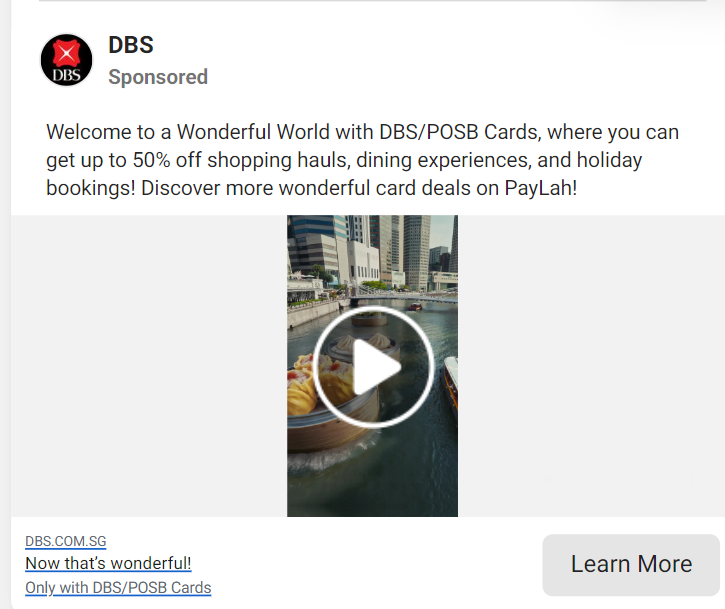 DBS
DBS
Sponsored
Welcome to a Wonderful World with DBS/POSB Cards, where you can
get up to 50% off shopping hauls, dining experiences, and holiday
bookings! Discover more wonderful card deals on PayLah!
DBS.COM.SG
Now that's wonderful!
Only with DBS/POSB Cards
Learn More